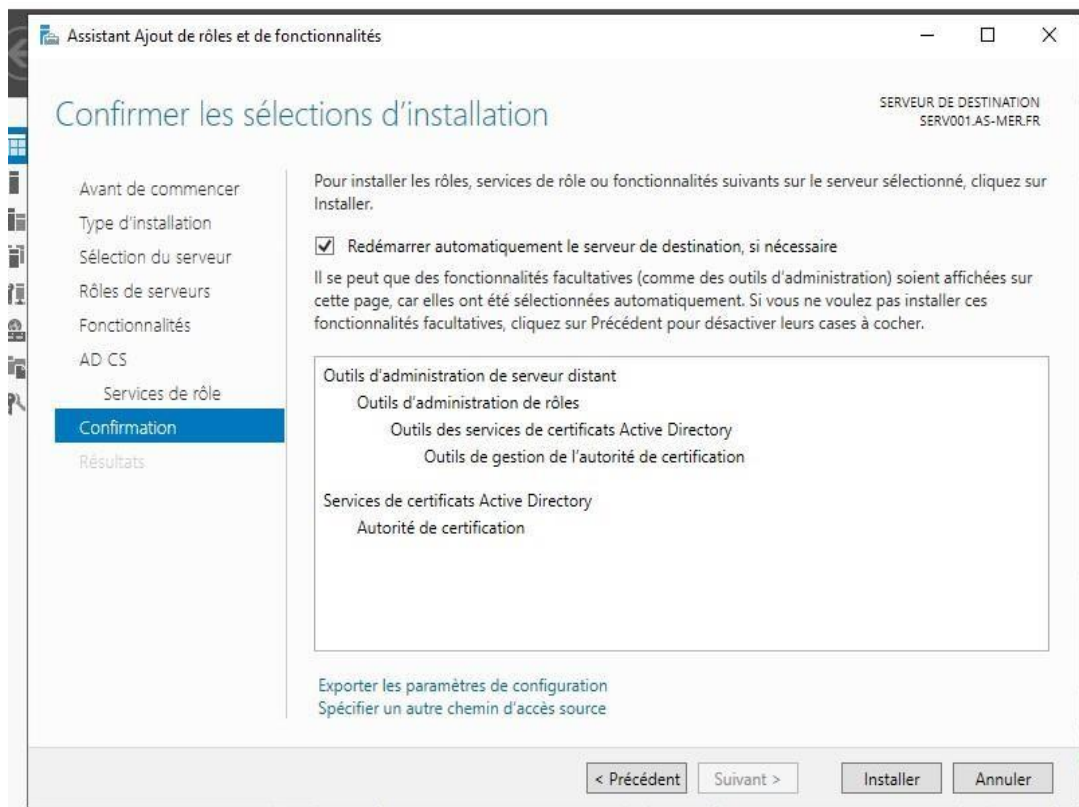 Assistant Ajout de rôles et de fonctionnalités
Confirmer les sélections d'installation
SERVEUR DE DESTINATION
SERV001.AS-MER.FR
Avant de commencer
Type d'installation
Sélection du serveur
Rôles de serveurs
Fonctionnalités
AD CS
Services de rôle
Confirmation
Résultats
Pour installer les rôles, services de rôle ou fonctionnalités suivants sur le serveur sélectionné, cliquez sur
Installer.
Redémarrer automatiquement le serveur de destination, si nécessaire
Il se peut que des fonctionnalités facultatives (comme des outils d'administration) soient affichées sur
cette page, car elles ont été sélectionnées automatiquement. Si vous ne voulez pas installer ces
fonctionnalités facultatives, cliquez sur Précédent pour désactiver leurs cases à cocher.
Outils d'administration de serveur distant
Outils d'administration de rôles
Outils des services de certificats Active Directory
Outils de gestion de l'autorité de certification
Services de certificats Active Directory
Autorité de certification
Exporter les paramètres de configuration
Spécifier un autre chemin d'accès source
< Précédent Suivant > Installer Annuler